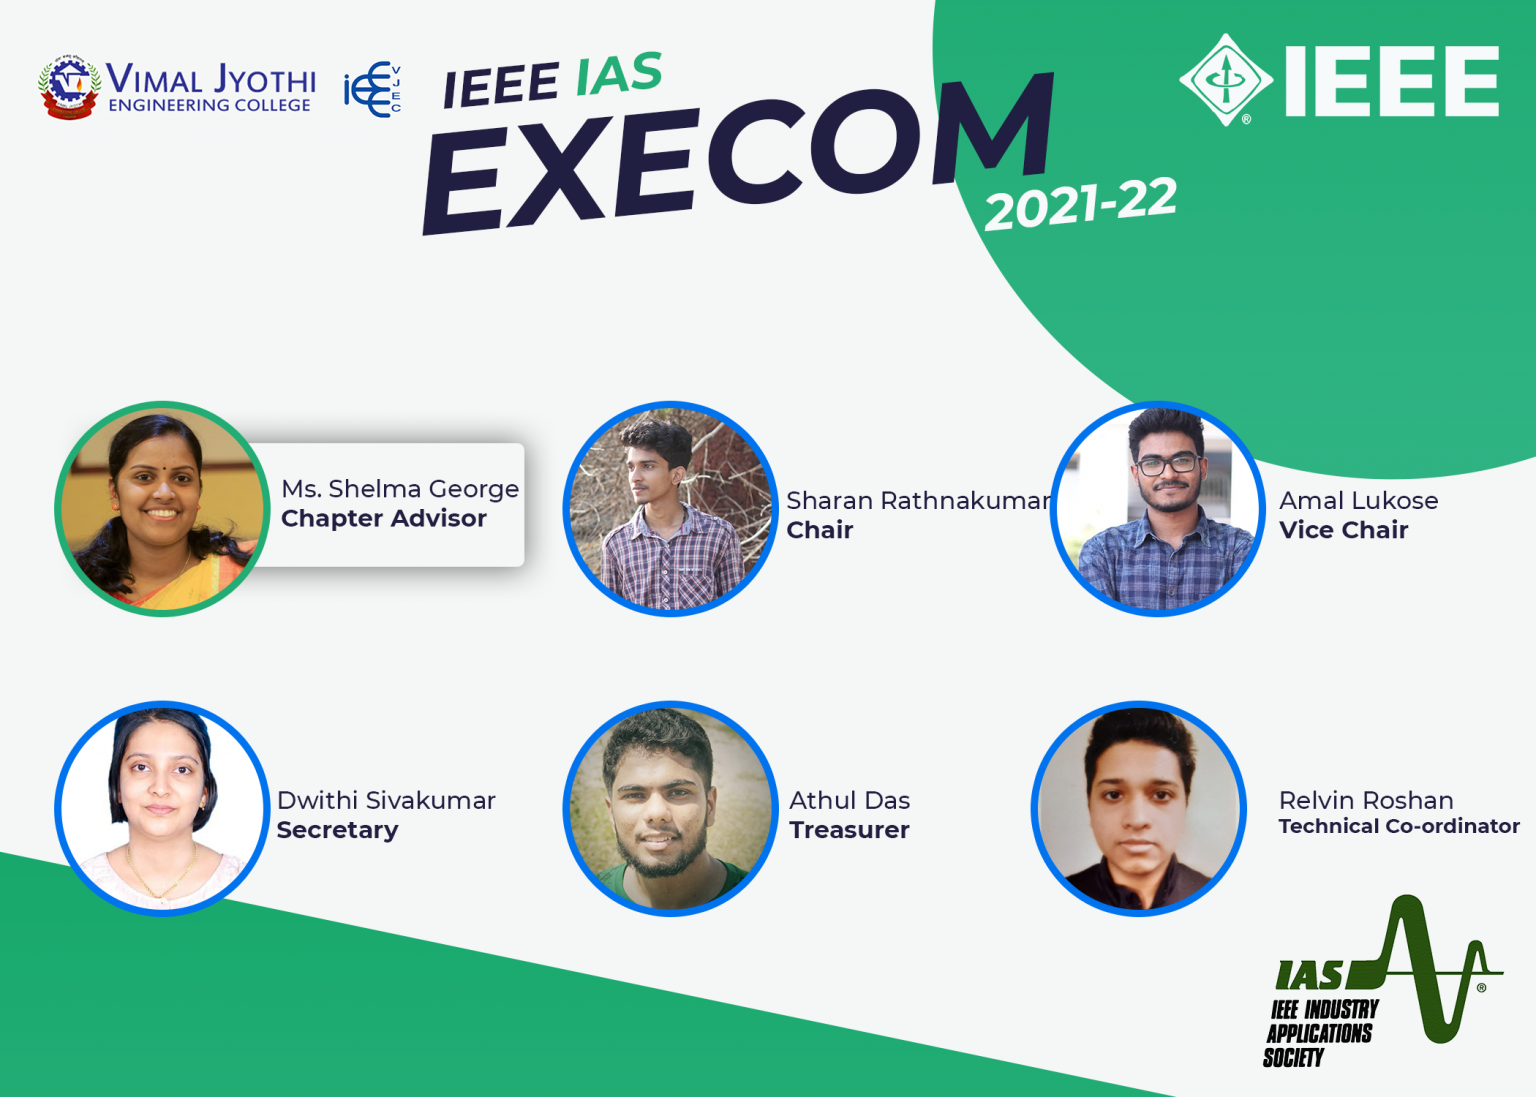 VIMAL JYOTHI
ENGINEERING COLLEGE
iEEE VJEC
IEEE IAS
EXECOM
2021-22
IEEE
®
Ms. Shelma George
Chapter Advisor
Sharan Rathnakumar
Chair
Amal Lukose
Vice Chair
Dwithi Sivakumar
Secretary
Athul Das
Treasurer
Relvin Roshan
Technical Co-ordinator
IAS
®
IEEE INDUSTRY
APPLICATIONS
SOCIETY